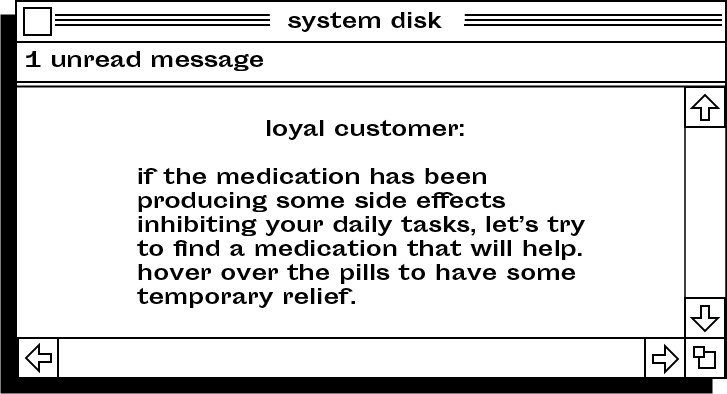 system disk
1 unread message
loyal customer:
if the medication has been
producing some side effects
inhibiting your daily tasks, let's try
to find a medication that will help.
hover over the pills to have some
temporary relief.